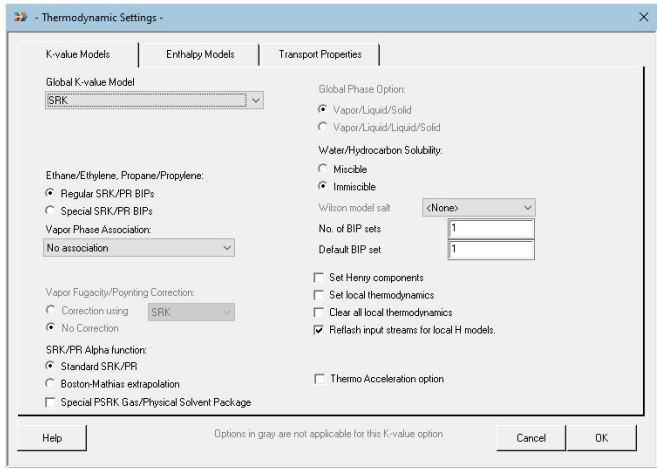 - Thermodynamic Settings -
K-value Models
Enthalpy Models
Transport Properties
Global K-value Model
SRK
Ethane/Ethylene, Propane/Propylene:
Regular SRK/PR BIPs
Special SRK/PR BIPs
Vapor Phase Association:
No association
Vapor Fugacity/Poynting Correction:
Correction using SRK
No Correction
SRK/PR Alpha function:
Standard SRK/PR
Boston-Mathias extrapolation
Special PSRK Gas/Physical Solvent Package
Global Phase Option:
Vapor/Liquid/Solid
Vapor/Liquid/Liquid/Solid
Water/Hydrocarbon Solubility:
Miscible
Immiscible
Wilson model salt <None>
No. of BIP sets 1
Default BIP set 1
Set Henry components
Set local thermodynamics
Clear all local thermodynamics
Reflash input streams for local H models.
Thermo Acceleration option
Help
Options in gray are not applicable for this K-value option
Cancel
OK